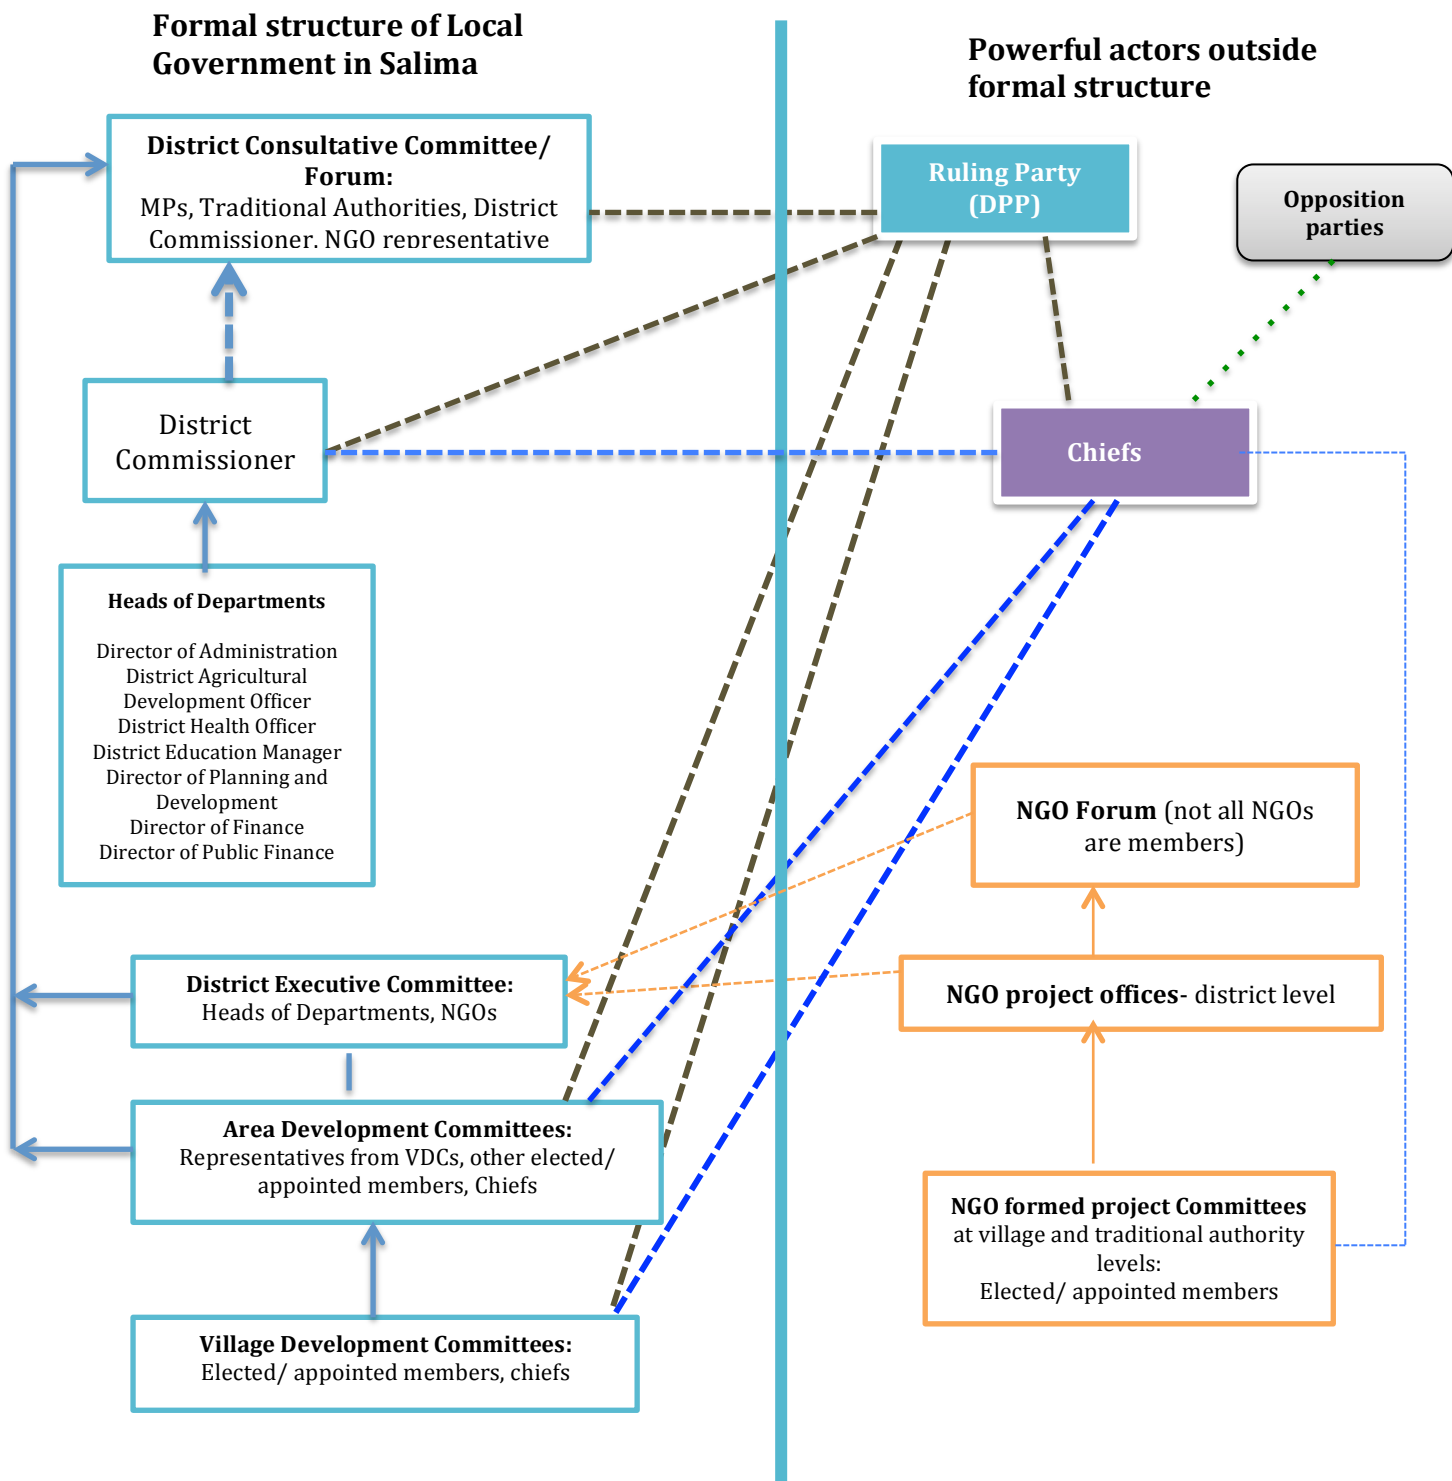 Formal structure of Local
Government in Salima
District Consultative Committee/
Forum:
MPs, Traditional Authorities, District
Commissioner, NGO representative
District
Commissioner
Heads of Departments
Director of Administration
District Agricultural
Development Officer
District Health Officer
District Education Manager
Director of Planning and
Development
Director of Finance
Director of Public Finance
District Executive Committee:
Heads of Departments, NGOs
Area Development Committees:
Representatives from VDCs, other elected/
appointed members, Chiefs
Village Development Committees:
Elected/ appointed members, chiefs
Powerful actors outside
formal structure
Ruling Party
(DPP)
Opposition
parties
Chiefs
NGO Forum (not all NGOs
are members)
NGO project offices- district level
NGO formed project Committees
at village and traditional authority
levels:
Elected/ appointed members